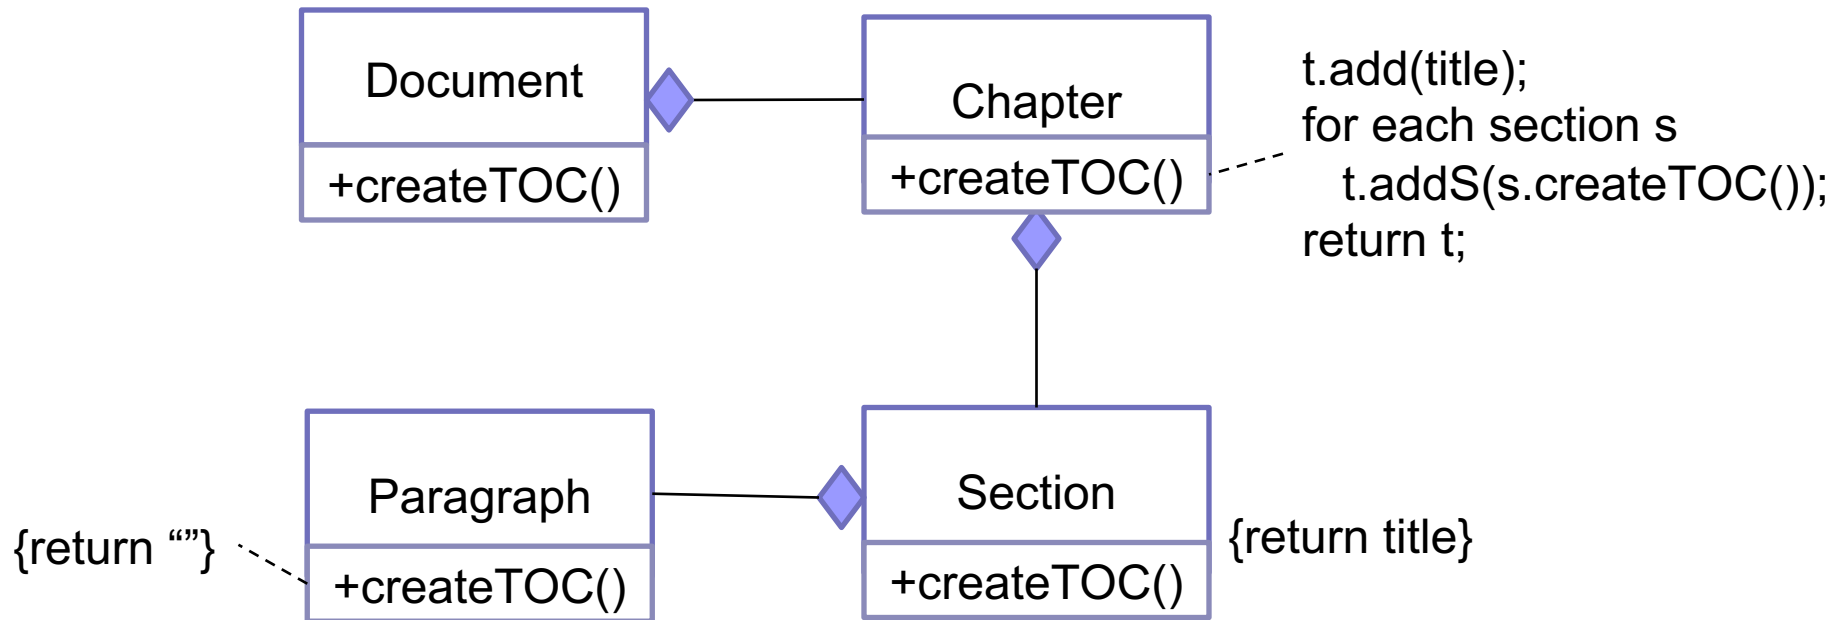 Document
+createTOC()
Chapter
+createTOC()
t.add(title);
for each section s
t.addS(s.createTOC());
return t;
Paragraph
+createTOC()
{return “”}
Section
+createTOC()
{return title}